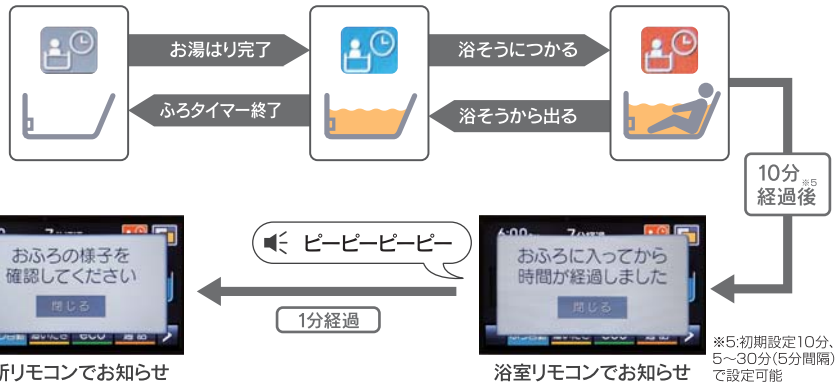 お湯はり完了
浴そうにつかる
ふろタイマー終了
浴そうから出る
10分※5
経過後
ピーピーピーピー
おふろの様子を
確認してください
閉じる
おふろに入ってから
時間が経過しました
閉じる
1分経過
所リモコンでお知らせ
浴室リモコンでお知らせ
※5:初期設定10分、
5～30分(5分間隔)
で設定可能